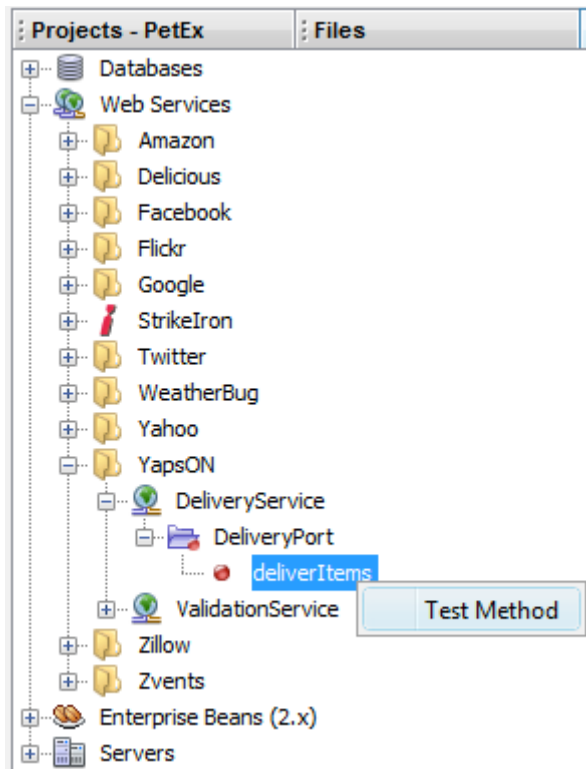 Projects - PetEx Files
Databases
Web Services
Amazon
Delicious
Facebook
Flickr
Google
StrikeIron
Twitter
WeatherBug
Yahoo
YapsON
DeliveryService
DeliveryPort
deliverItems
ValidationService Test Method
Zillow
Zvents
Enterprise Beans (2.x)
Servers